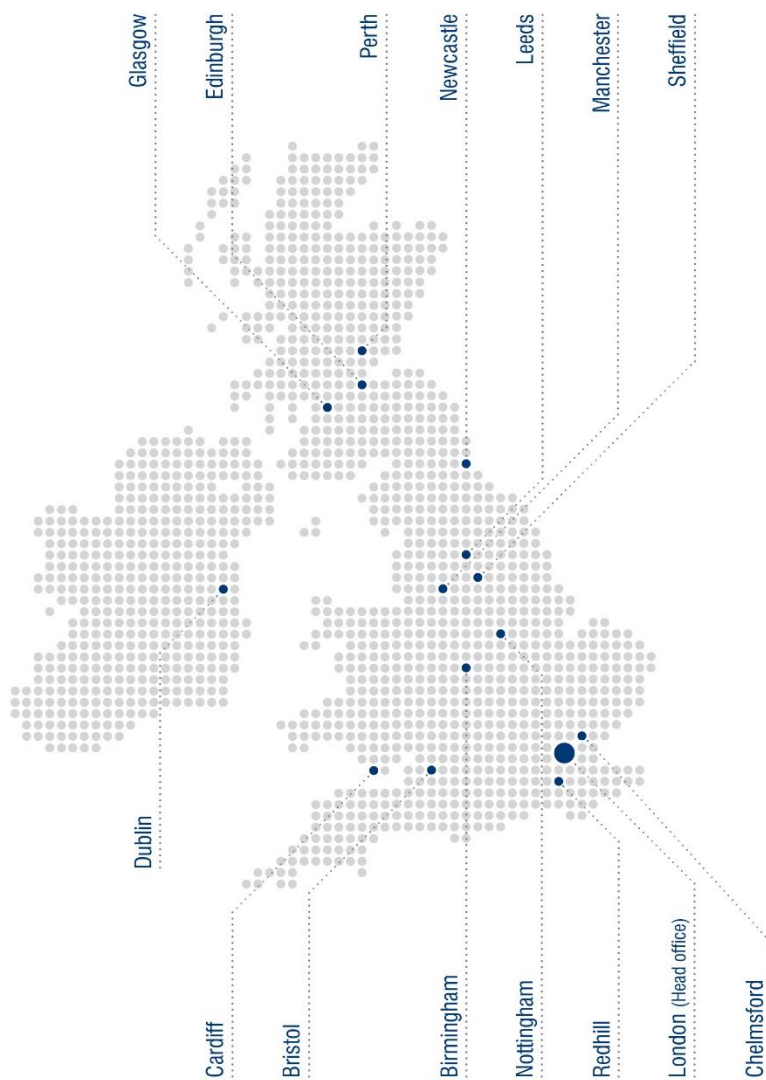 Glasgow
Edinburgh
Perth
Newcastle
Leeds
Manchester
Sheffield
Dublin
Cardiff
Bristol
Birmingham
Nottingham
Redhill
London (Head office)
Chelmsford